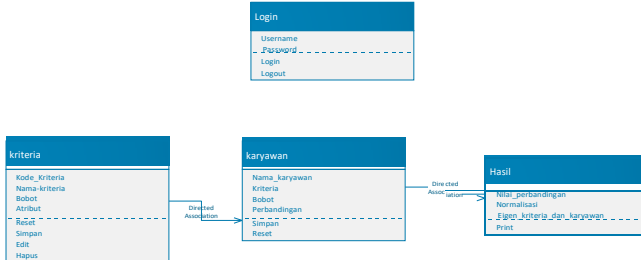 Login
Username
Password
Login
Logout
kriteria
Kode_Kriteria
Nama-kriteria
Bobot
Atribut
Reset
Simpan
Edit
Hapus
Directed
Association
karyawan
Nama_karyawan
Kriteria
Bobot
Perbandingan
Simpan
Reset
Directed
Association
Hasil
Nilai_perbandingan
Normalisasi
Eigen_kriteria_dan_karyawan
Print